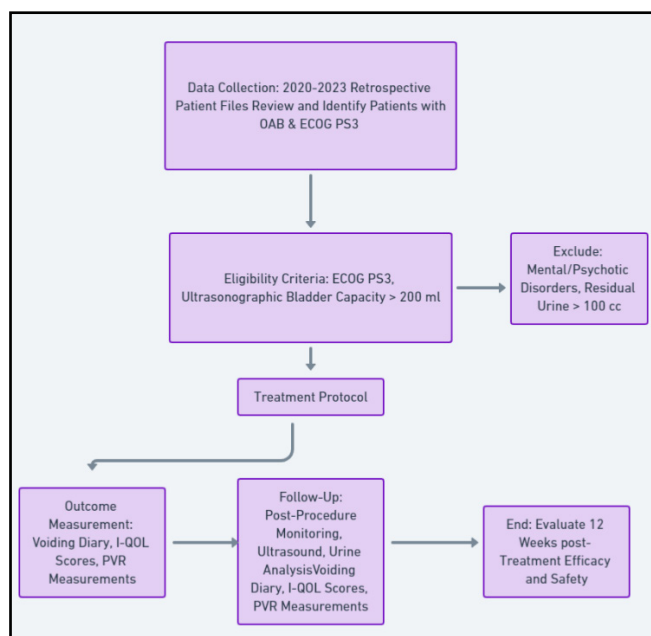 Data Collection: 2020-2023 Retrospective
Patient Files Review and Identify Patients with
OAB & ECOG PS3
Eligibility Criteria: ECOG PS3,
Ultrasonographic Bladder Capacity > 200 ml
Exclude:
Mental/Psychotic
Disorders, Residual
Urine > 100 cc
Treatment Protocol
Outcome
Measurement:
Voiding Diary, I-QOL
Scores, PVR
Measurements
Follow-Up:
Post-Procedure
Monitoring,
Ultrasound, Urine
AnalysisVoiding
Diary, I-QOL Scores,
PVR Measurements
End: Evaluate 12
Weeks post-
Treatment Efficacy
and Safety